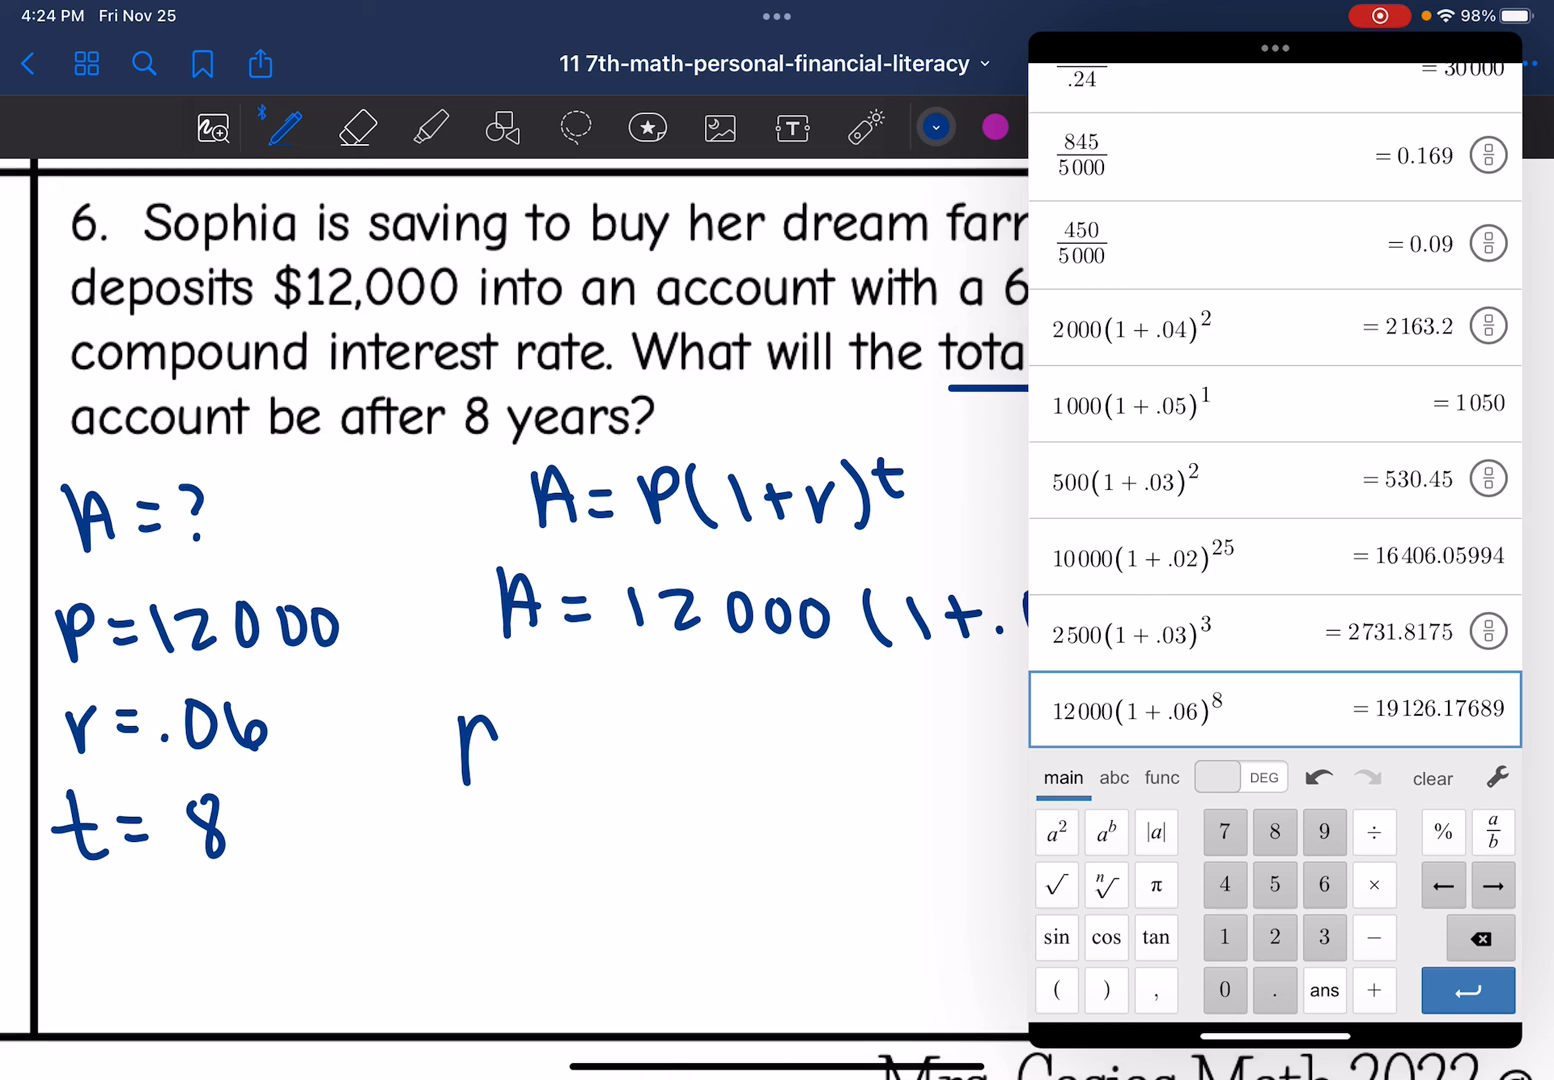 4:24 PM Fri Nov 25
98%
11 7th-math-personal-financial-literacy
T
6. Sophia is saving to buy her dream farm
deposits $12,000 into an account with a 6
compound interest rate. What will the tota
account be after 8 years?
A = ?
P = 12000
r = .06
t = 8
A = P(1+r)^t
A = 12000 (1+.
r
.24 = 30000
845/5000 = 0.169
450/5000 = 0.09
2000(1 + .04)^2 = 2163.2
1000(1 + .05)^1 = 1050
500(1 + .03)^2 = 530.45
10000(1 + .02)^25 = 16406.05994
2500(1 + .03)^3 = 2731.8175
12000(1 + .06)^8 = 19126.17689
main abc func DEG clear
a^2 a^b |a| 7 8 9 ÷ % a/b
√ n√ π 4 5 6 × ← →
sin cos tan 1 2 3 −
( ) , 0 . ans +